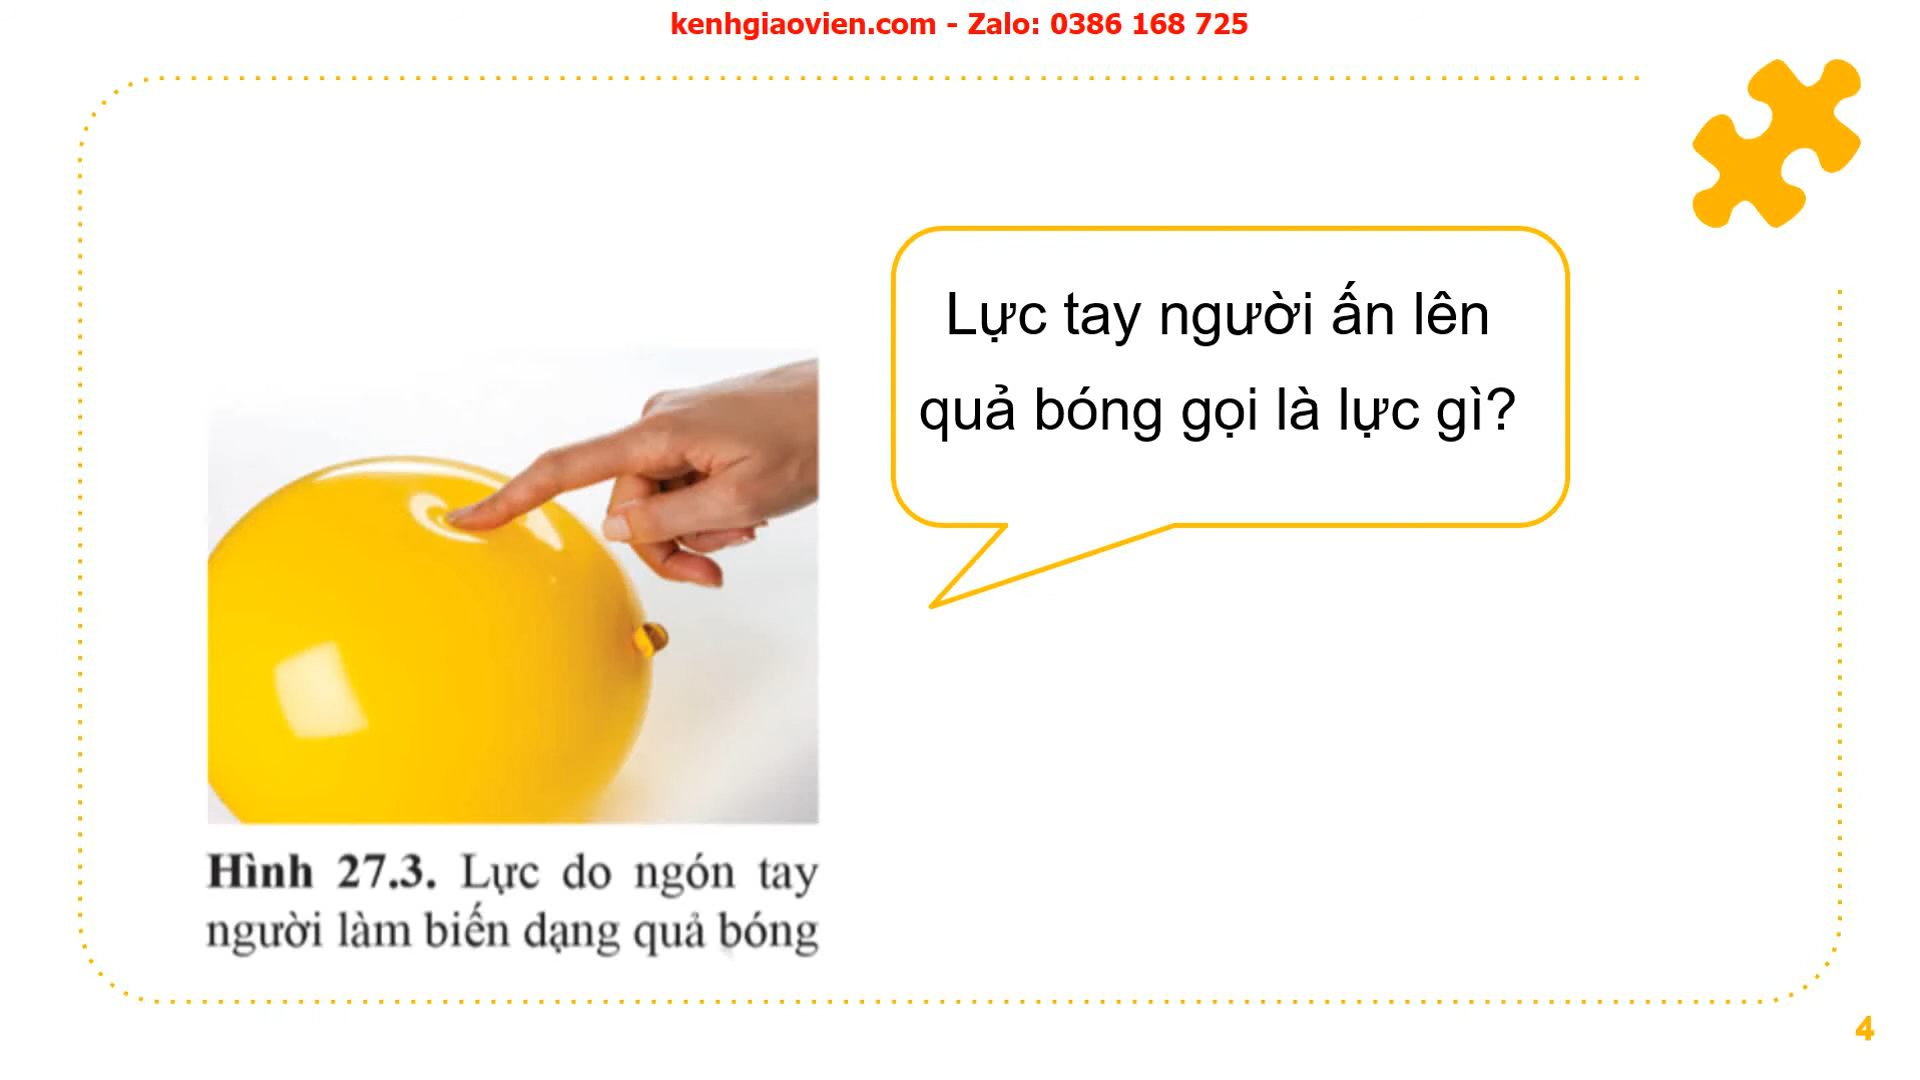 kenhgiaovien.com - Zalo: 0386 168 725
Lực tay người ấn lên
quả bóng gọi là lực gì?
Hình 27.3. Lực do ngón tay
người làm biến dạng quả bóng
4